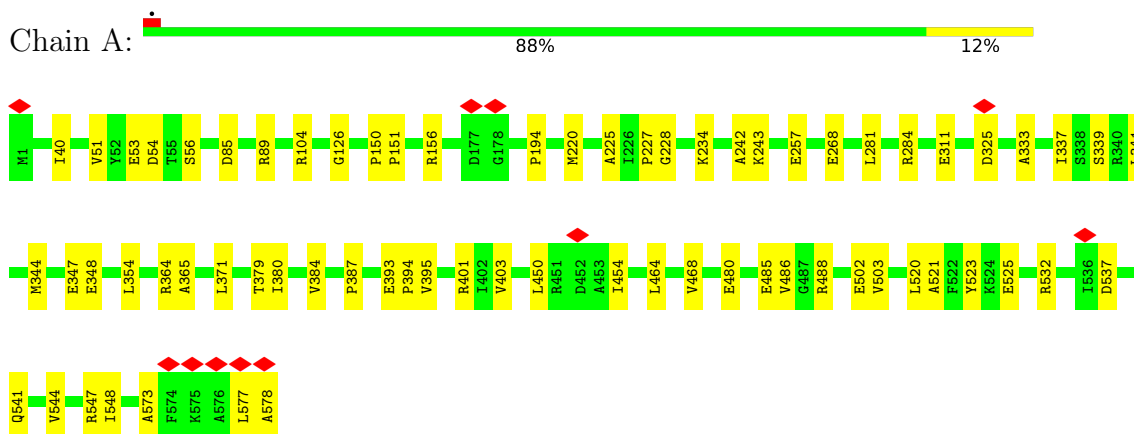 Chain A:
88% 12%
M1 I40 V51 Y52 E53 D54 T55 S56 D85 R89 R104 G126 P150 P151 R156 D177 G178 P194 M220 A225 I226 P227 G228 K234 A242 K243 E257 E268 L281 R284 E311 D325 A333 I337 S338 S339 R340
M344 E347 E348 L354 R364 A365 L371 T379 I380 V384 P387 E393 P394 V395 R401 I402 V403 L450 R451 D452 A453 I454 L464 V468 E480 E485 V486 G487 R488 E502 V503 L520 A521 F522 Y523 K524 E525 R532 I536 D537
Q541 V544 R547 I548 A573 F574 K575 A576 L577 A578